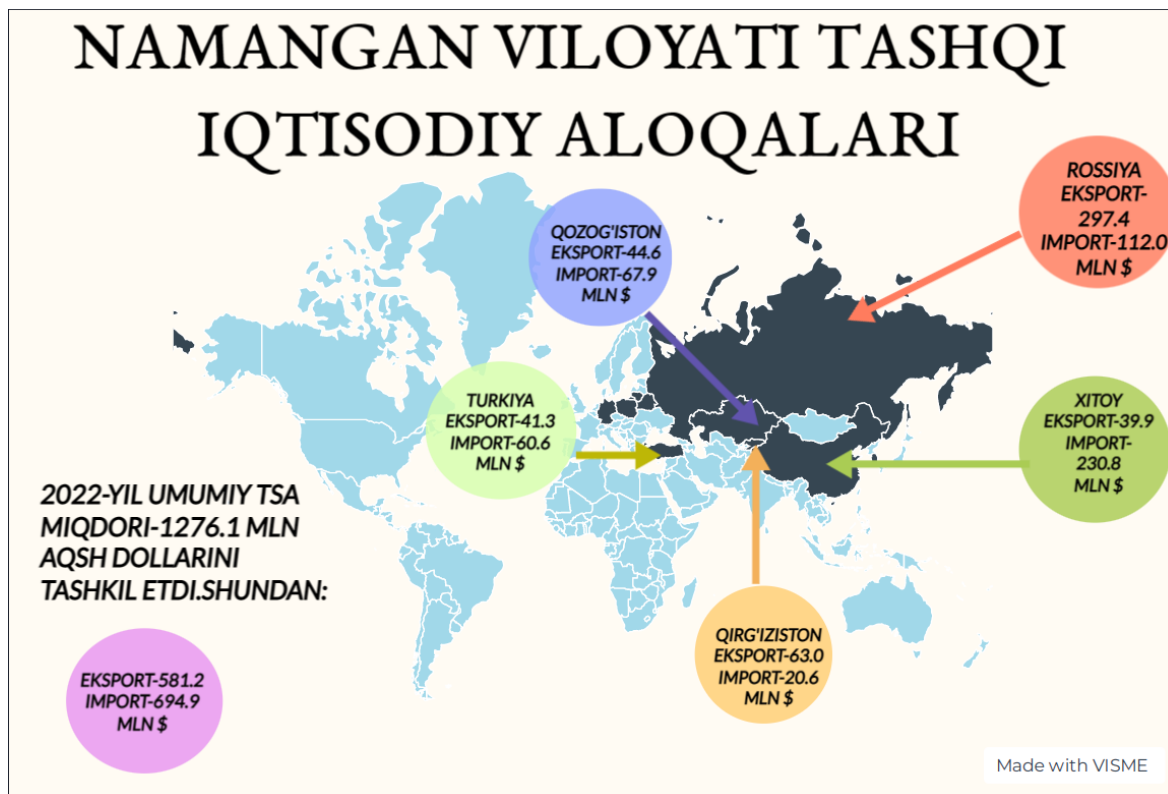 NAMANGAN VILOYATI TASHQI
IQTISODIY ALOQALARI
ROSSIYA
EKSPORT-
297.4
IMPORT-112.0
MLN $
QOZOG'ISTON
EKSPORT-44.6
IMPORT-67.9
MLN $
TURKIYA
EKSPORT-41.3
IMPORT-60.6
MLN $
XITOY
EKSPORT-39.9
IMPORT-
230.8
MLN $
2022-YIL UMUMIY TSA
MIQDORI-1276.1 MLN
AQSH DOLLARINI
TASHKIL ETDI.SHUNDAN:
QIRG'IZISTON
EKSPORT-63.0
IMPORT-20.6
MLN $
EKSPORT-581.2
IMPORT-694.9
MLN $
Made with VISME